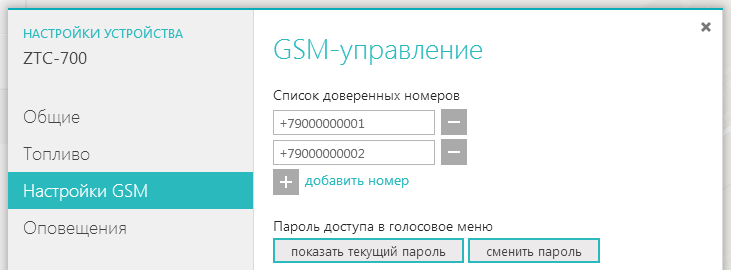 НАСТРОЙКИ УСТРОЙСТВА
ZTC-700
Общие
Топливо
Настройки GSM
Оповещения
GSM-управление
Список доверенных номеров
+79000000001
+79000000002
добавить номер
Пароль доступа в голосовое меню
показать текущий пароль
сменить пароль